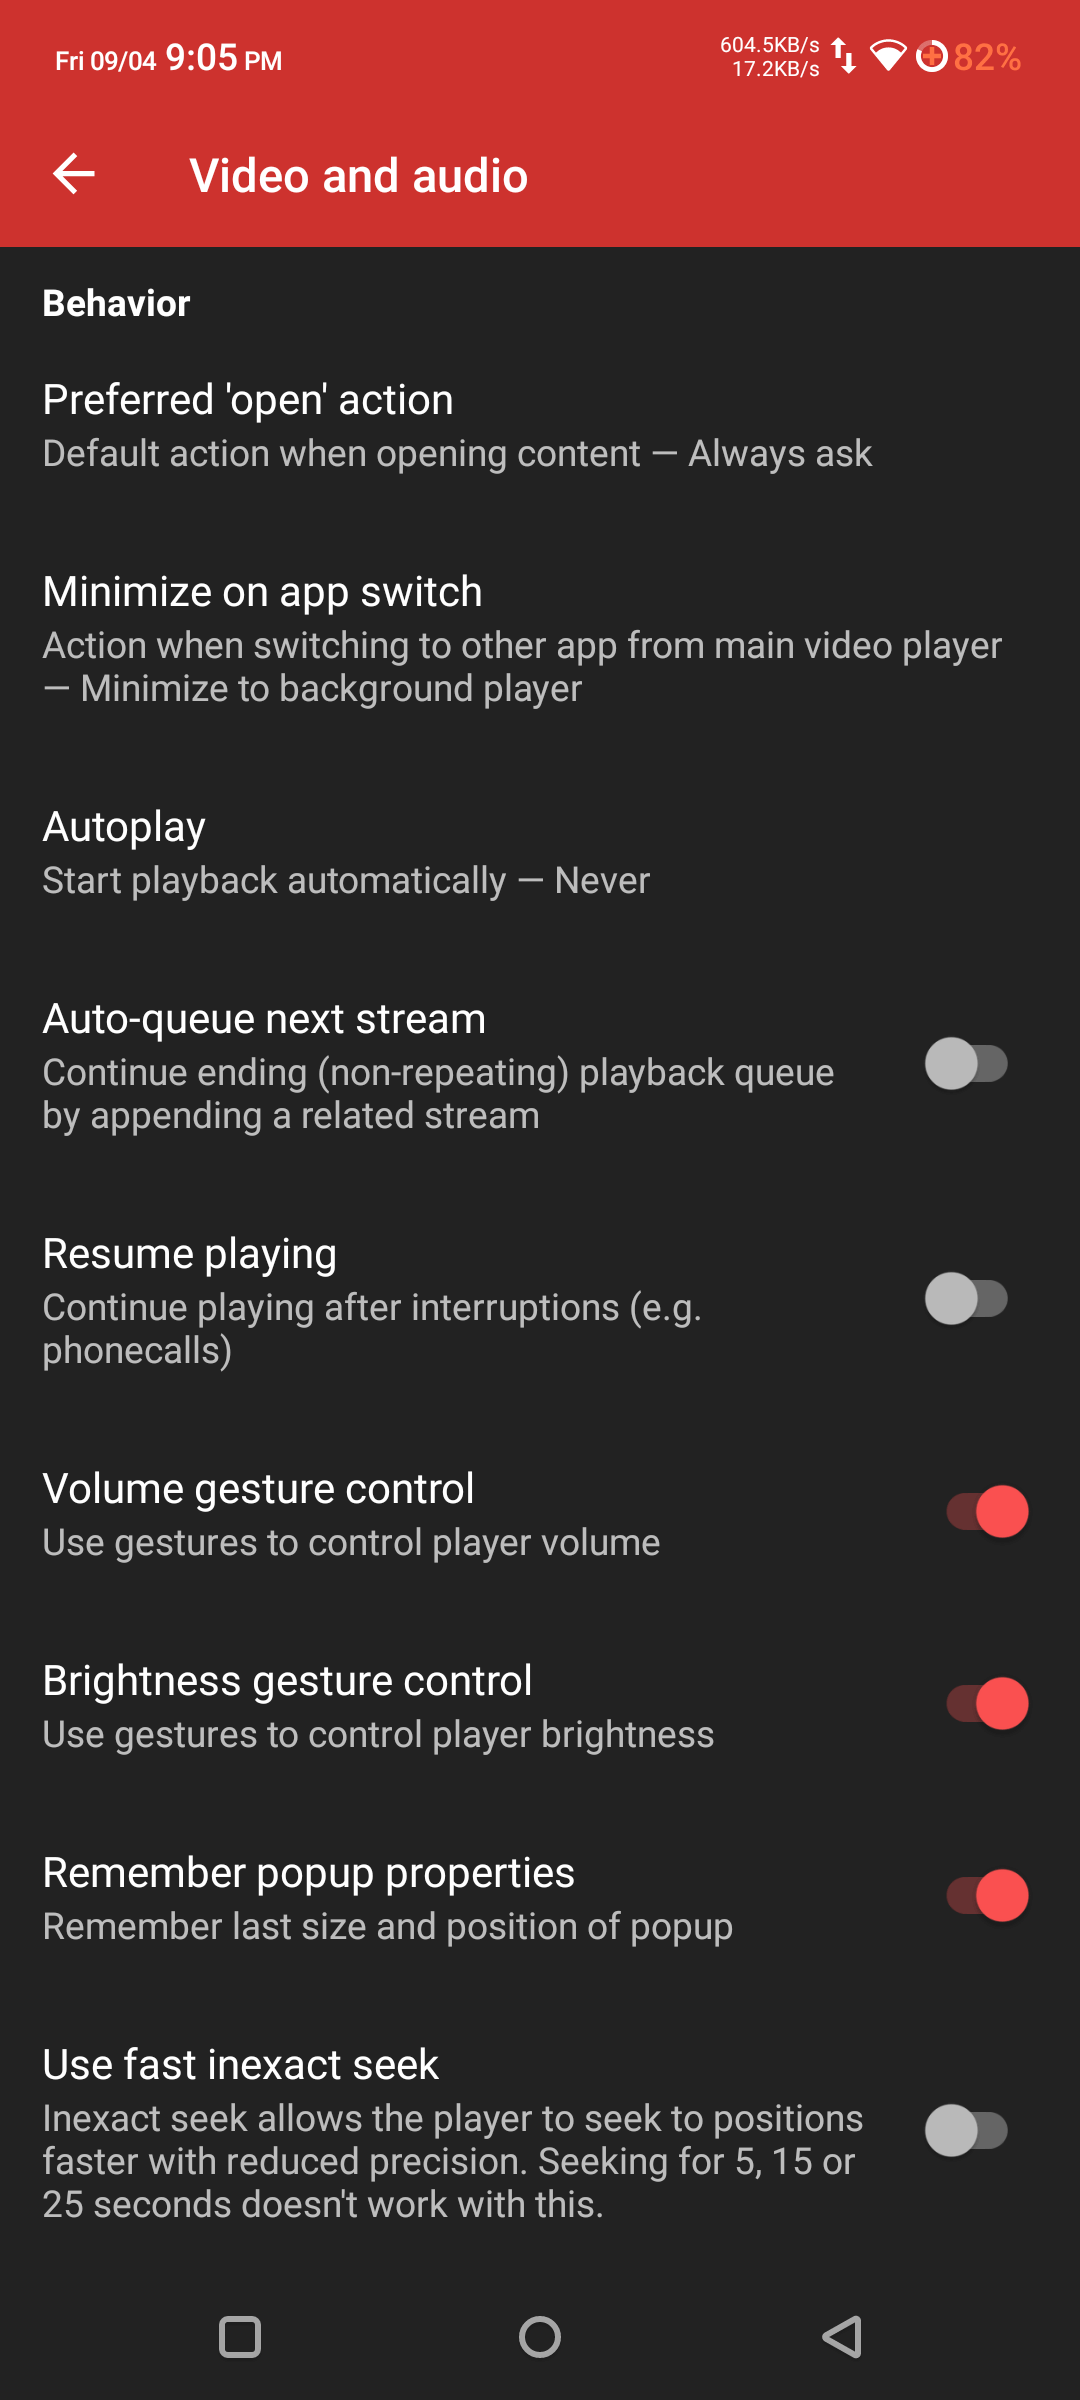 Fri 09/04 9:05 PM
604.5KB/s
17.2KB/s
82%
Video and audio
Behavior
Preferred 'open' action
Default action when opening content — Always ask
Minimize on app switch
Action when switching to other app from main video player
— Minimize to background player
Autoplay
Start playback automatically — Never
Auto-queue next stream
Continue ending (non-repeating) playback queue
by appending a related stream
Resume playing
Continue playing after interruptions (e.g.
phonecalls)
Volume gesture control
Use gestures to control player volume
Brightness gesture control
Use gestures to control player brightness
Remember popup properties
Remember last size and position of popup
Use fast inexact seek
Inexact seek allows the player to seek to positions
faster with reduced precision. Seeking for 5, 15 or
25 seconds doesn't work with this.